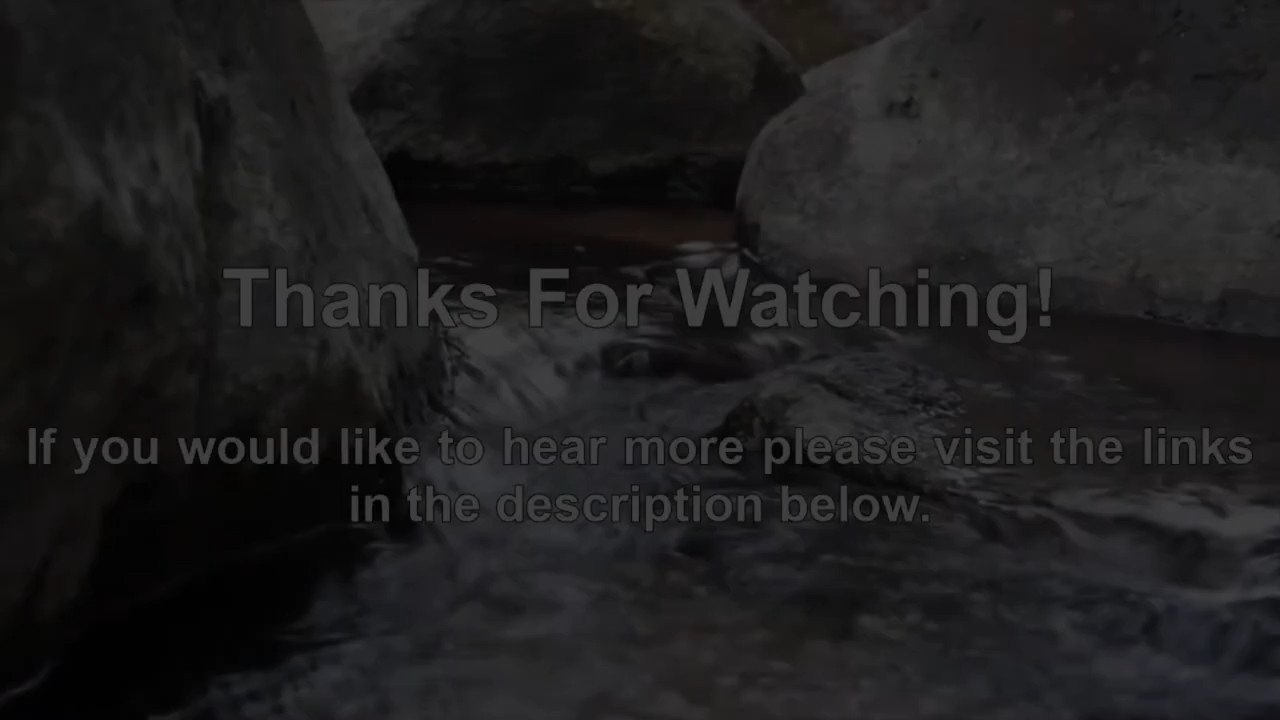 Thanks For Watching!
If you would like to hear more please visit the links
in the description below.